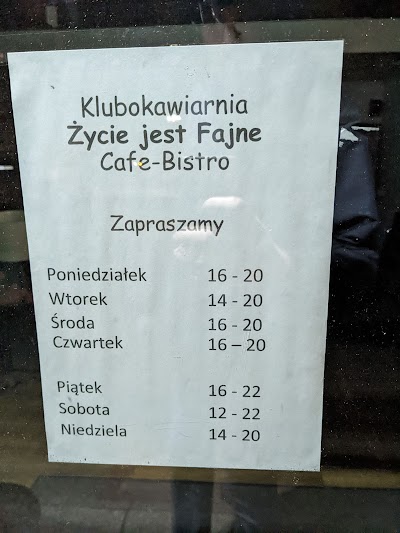 Klubokawiarnia
Życie jest Fajne
Cafe-Bistro
Zapraszamy
Poniedziałek 16 - 20
Wtorek 14 - 20
Środa 16 - 20
Czwartek 16 – 20
Piątek 16 - 22
Sobota 12 - 22
Niedziela 14 - 20